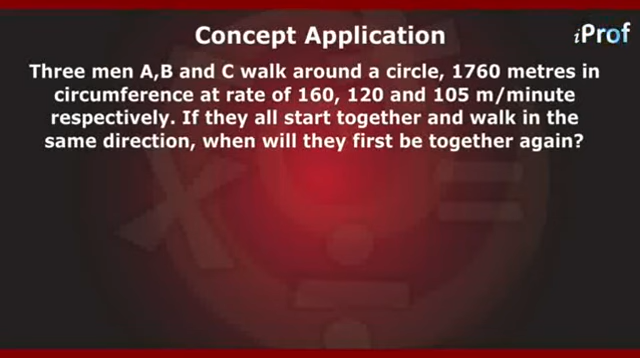 Concept Application
iProf
Three men A,B and C walk around a circle, 1760 metres in
circumference at rate of 160, 120 and 105 m/minute
respectively. If they all start together and walk in the
same direction, when will they first be together again?